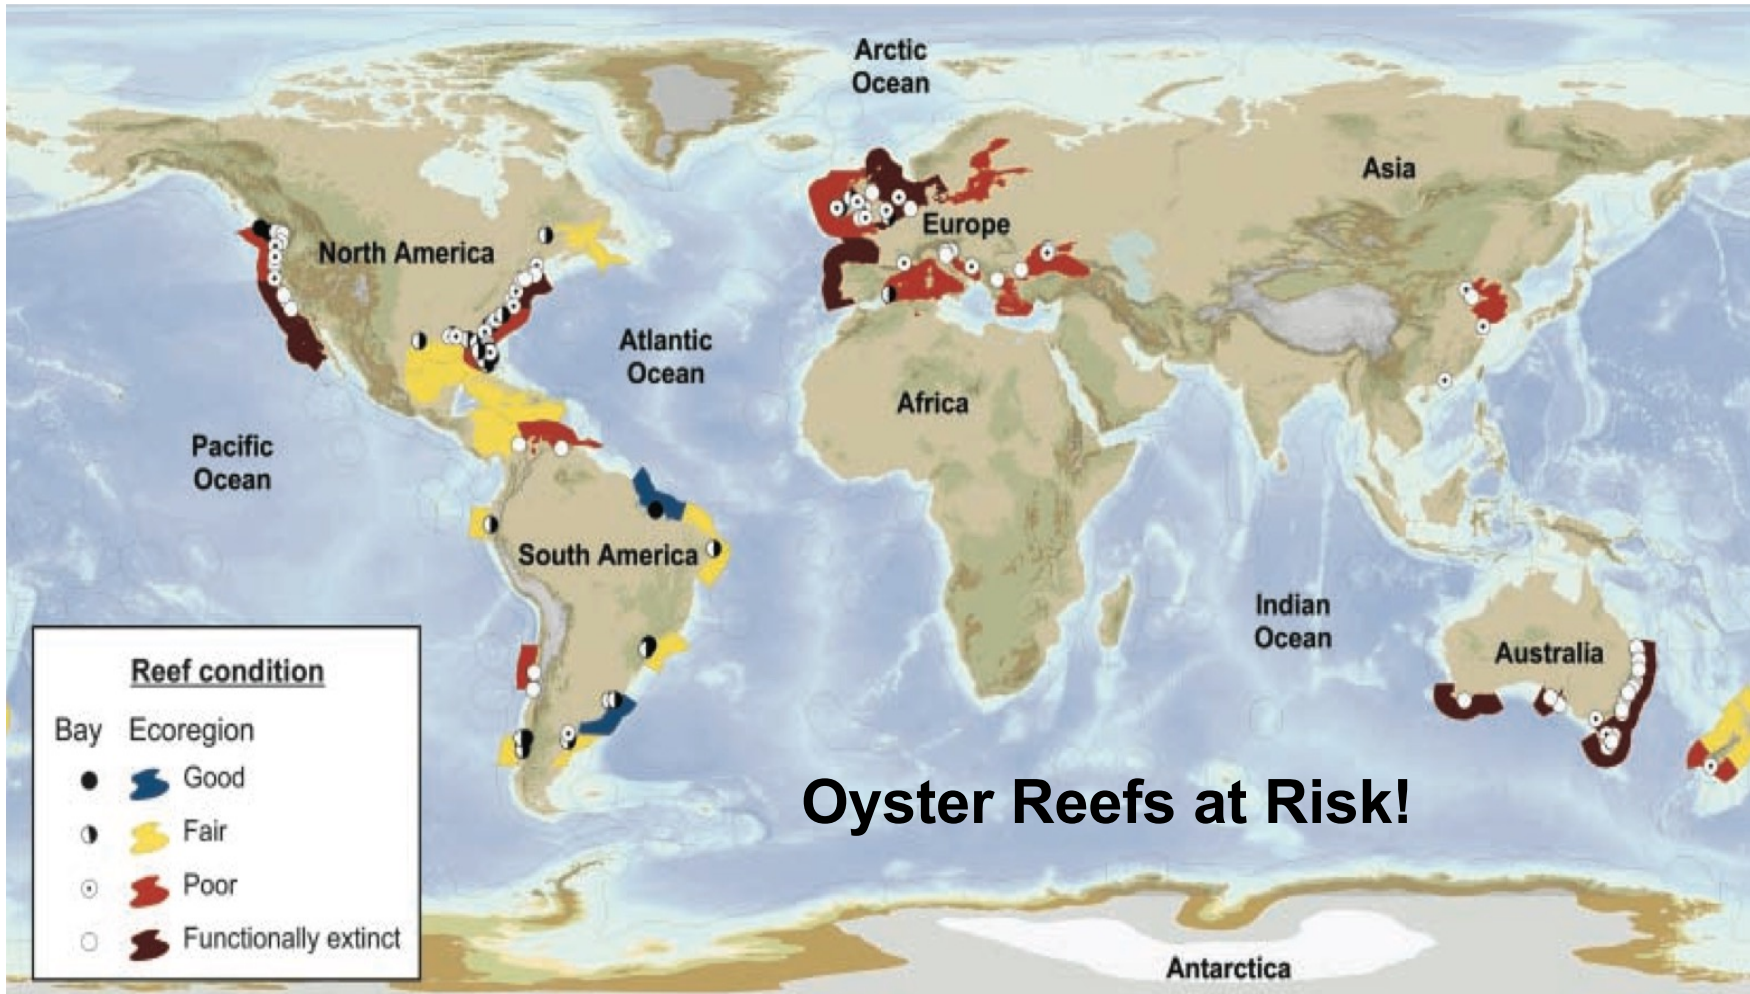 Arctic
Ocean
Asia
Europe
North America
Atlantic
Ocean
Africa
Pacific
Ocean
South America
Indian
Ocean
Australia
Reef condition
Bay Ecoregion
Good
Fair
Poor
Functionally extinct
Oyster Reefs at Risk!
Antarctica